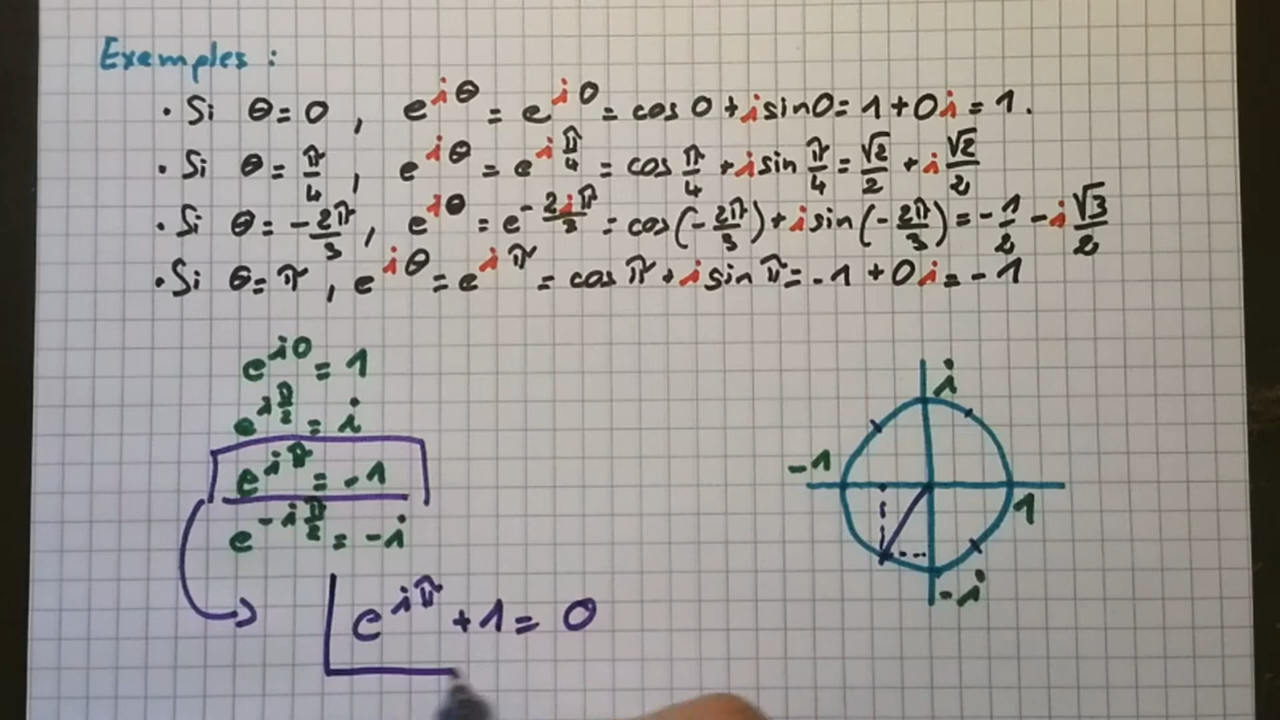 Examples :
· Si θ = 0 , e^{iθ} = e^{i0} = cos 0 + i sin 0 = 1 + 0i = 1.
· Si θ = π/4 , e^{iθ} = e^{iπ/4} = cos π/4 + i sin π/4 = √2/2 + i √2/2
· Si θ = -2π/3 , e^{iθ} = e^{-2iπ/3} = cos(-2π/3) + i sin(-2π/3) = -1/2 - i √3/2
· Si θ = π , e^{iθ} = e^{iπ} = cos π + i sin π = -1 + 0i = -1
e^{i0} = 1
e^{iπ/2} = i
e^{iπ} = -1
e^{-iπ/2} = -i
e^{iπ} + 1 = 0
i
-1
1
-i